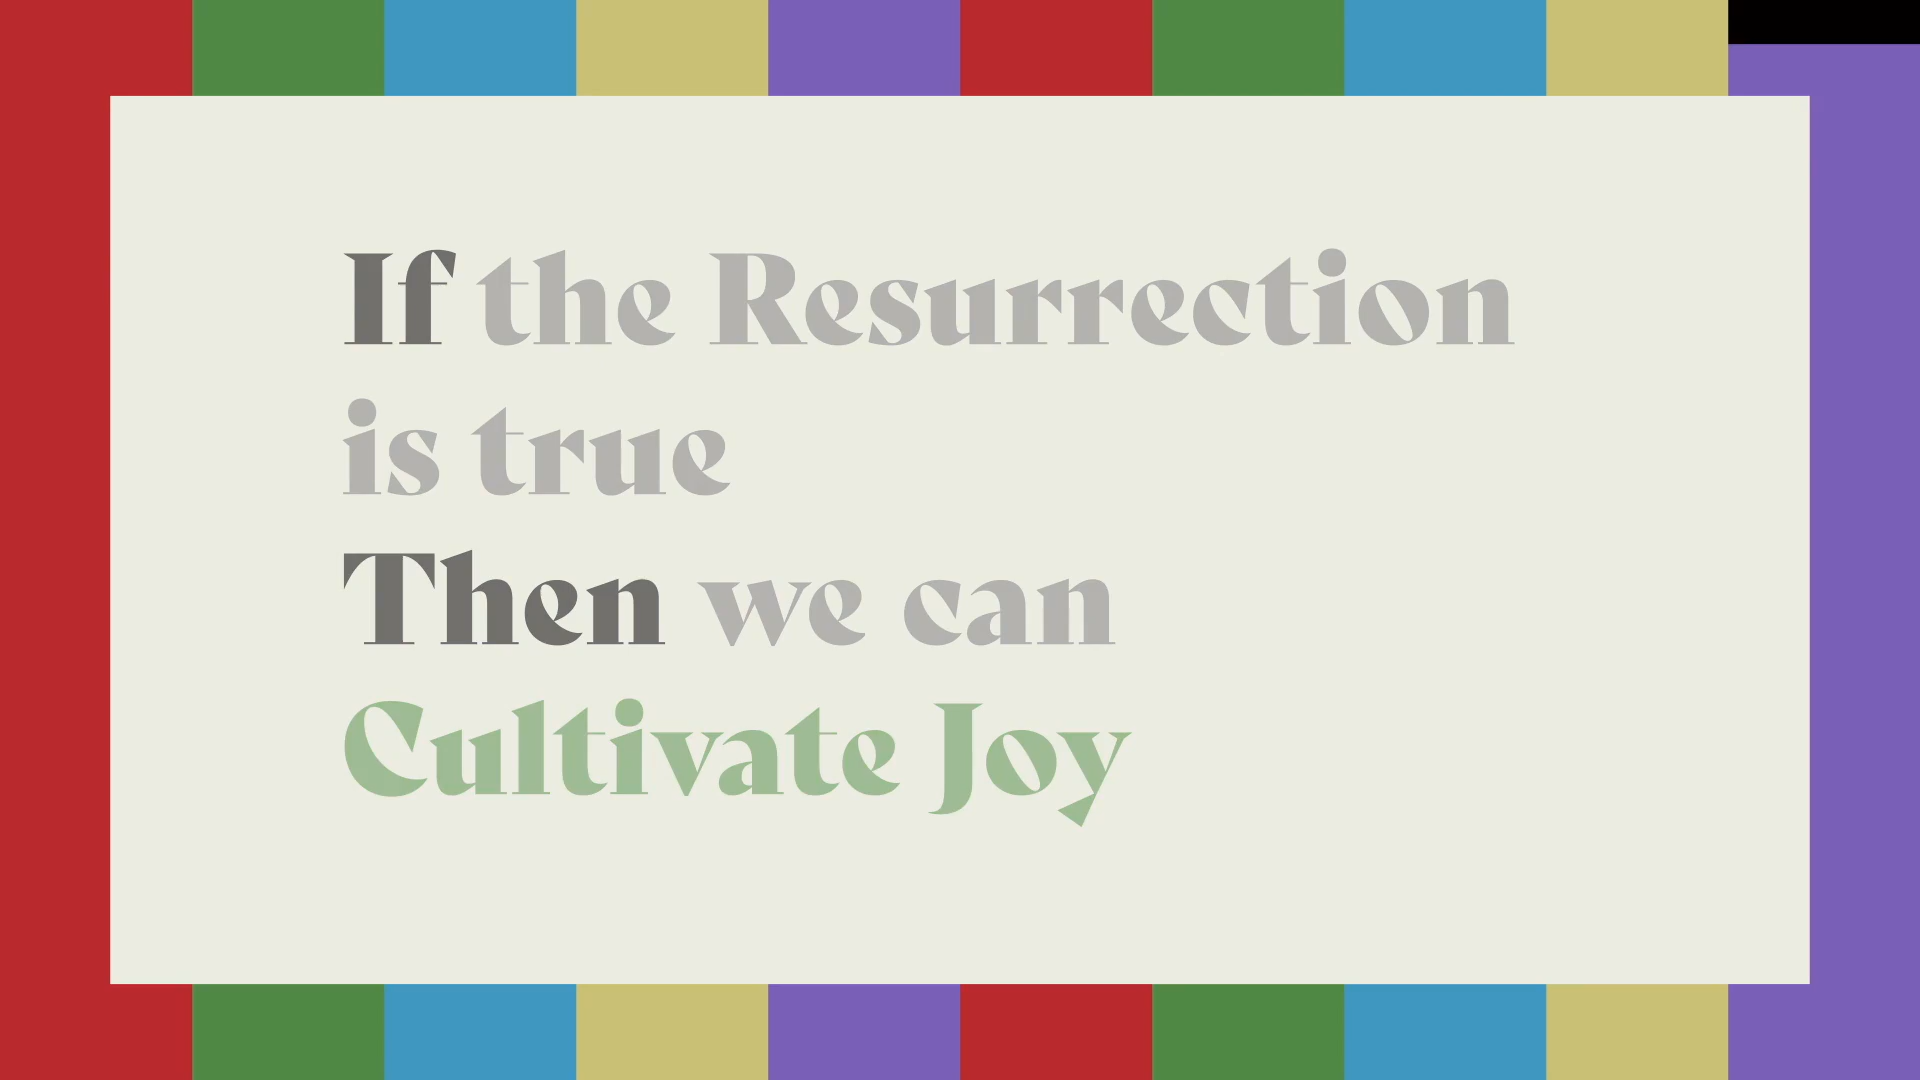 If the Resurrection
is true
Then we can
Cultivate Joy